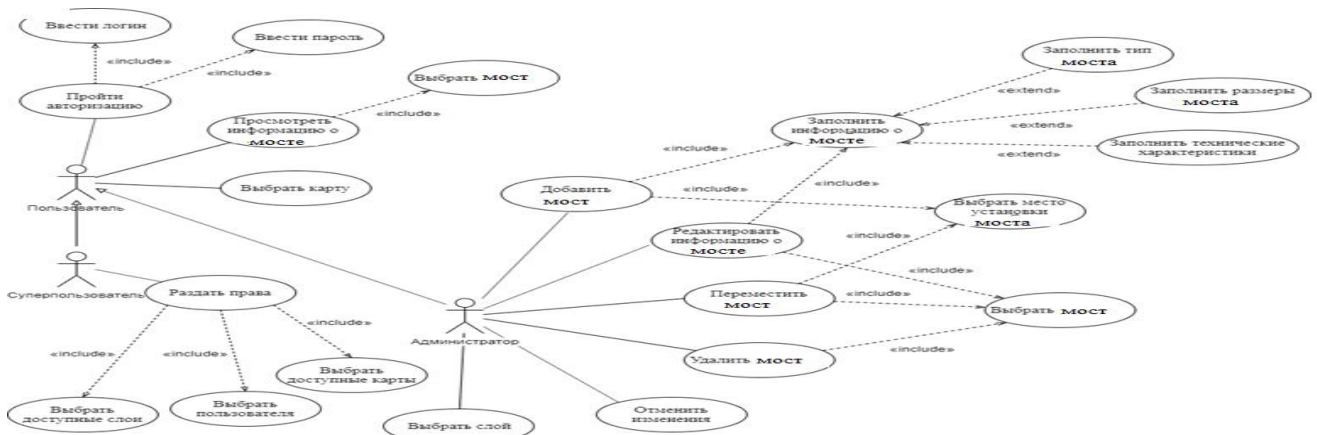 Ввести логин
Ввести пароль
«include»
«include»
Пройти
авторизацию
Выбрать мост
«include»
Просмотреть
информацию о
мосте
Выбрать карту
Пользователь
Суперпользователь
Раздать права
«include»
«include»
«include»
Выбрать
доступные слои
Выбрать
пользователя
Выбрать
доступные карты
Администратор
Выбрать слой
Отменить
изменения
Добавить
мост
Редактировать
информацию о
мосте
Переместить
мост
Удалить мост
«include»
«include»
«include»
«include»
«include»
«include»
«include»
Заполнить
информацию о
мосте
Выбрать место
установки
моста
Выбрать мост
Заполнить тип
моста
«extend»
Заполнить размеры
моста
«extend»
Заполнить технические
характеристики
«extend»